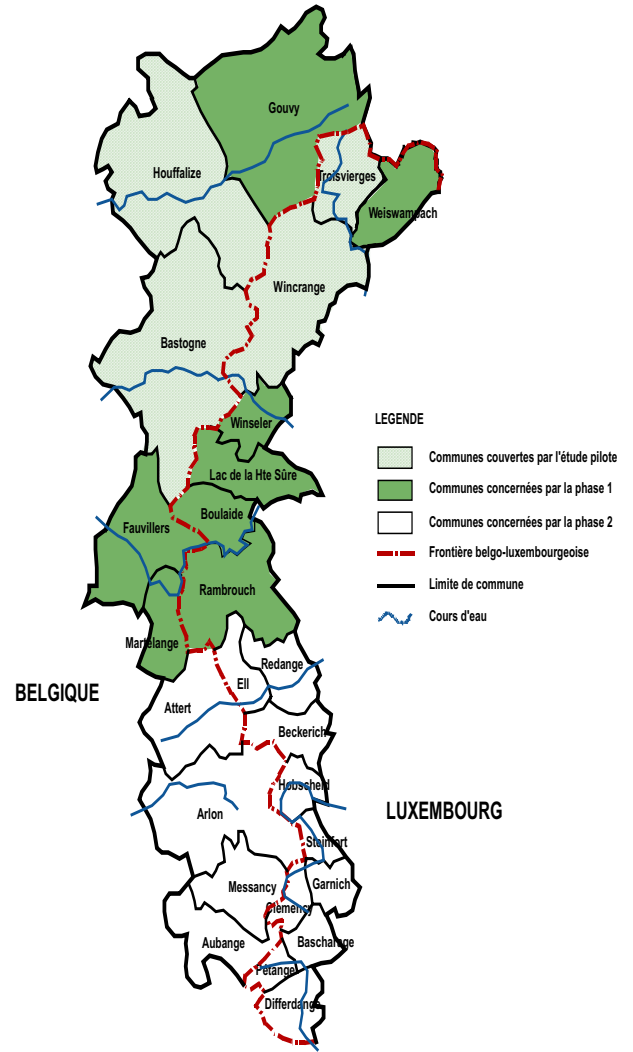 Gouvy
Houffalize
Troisvierges
Weiswampach
Wincrange
Bastogne
Winseler
LEGENDE
Communes couvertes par l'étude pilote
Lac de la Hte Sûre
Communes concernées par la phase 1
Boulaide
Fauvillers
Communes concernées par la phase 2
Frontière belgo-luxembourgeoise
Rambrouch
Limite de commune
Cours d'eau
Martelange
Redange
Ell
BELGIQUE
Attert
Beckerich
Hobscheid
LUXEMBOURG
Arlon
Steinfort
Garnich
Messancy
Clemency
Aubange
Bascharage
Pétange
Differdange